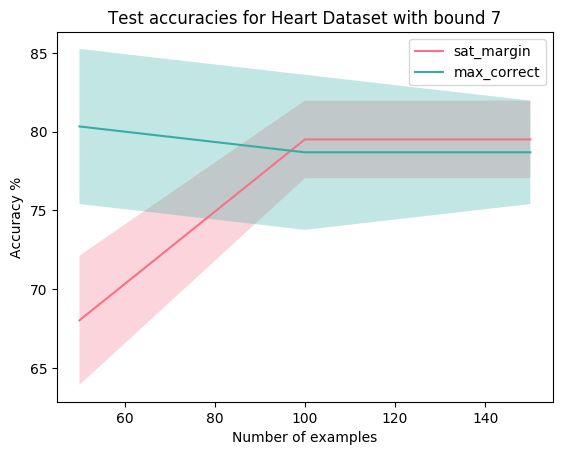 Test accuracies for Heart Dataset with bound 7
sat_margin
max_correct
85
80
75
70
65
Accuracy %
60
80
100
120
140
Number of examples